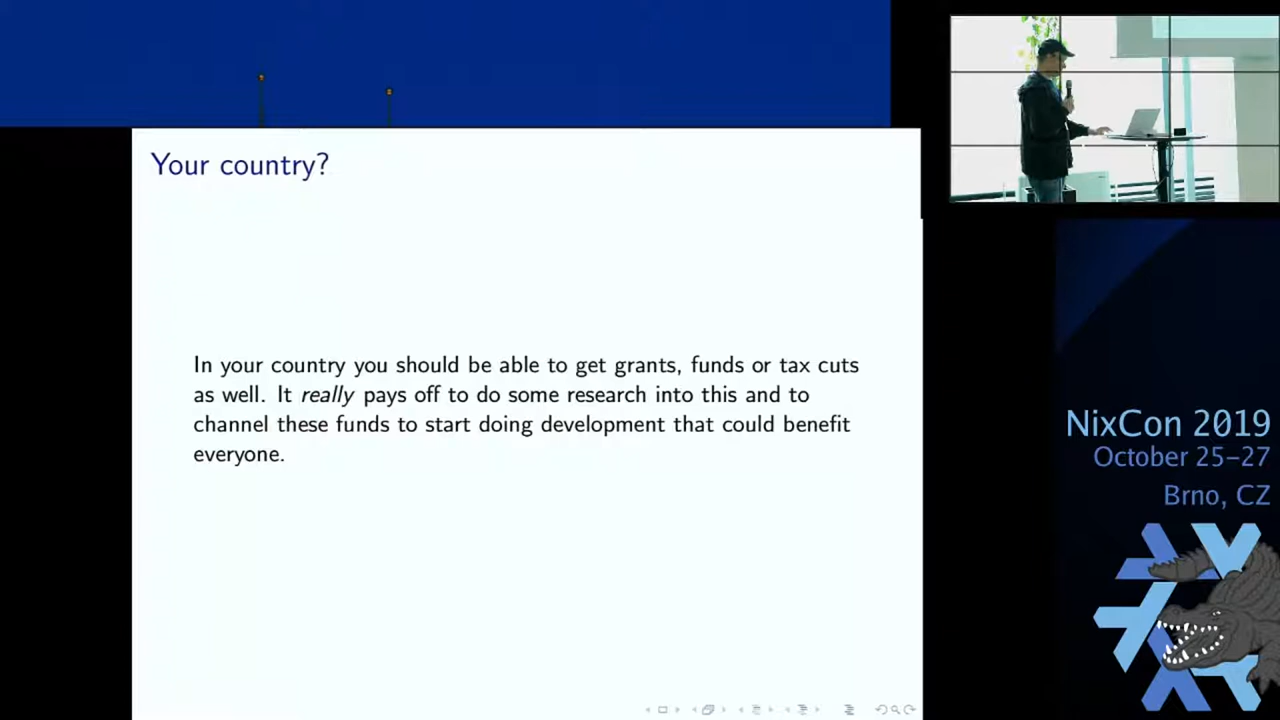 Your country?
In your country you should be able to get grants, funds or tax cuts
as well. It really pays off to do some research into this and to
channel these funds to start doing development that could benefit
everyone.
NixCon 2019
October 25–27
Brno, CZ